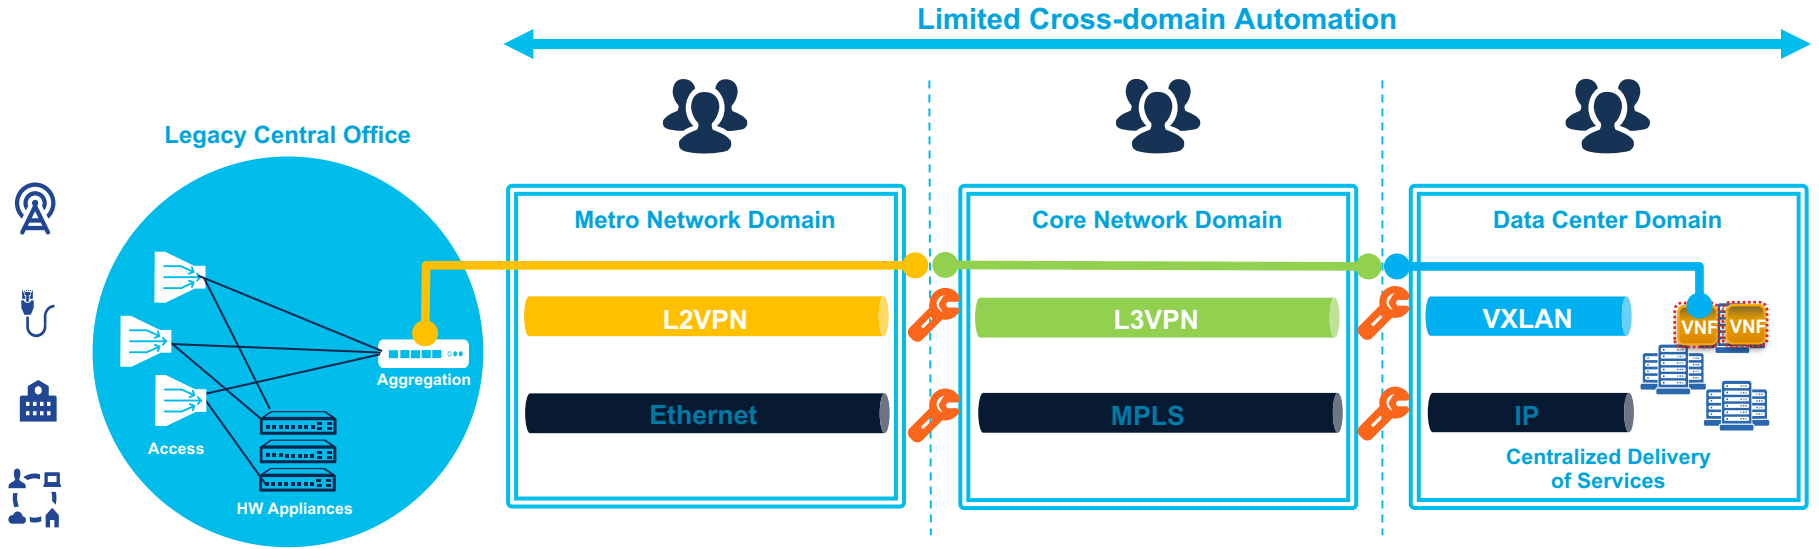 Limited Cross-domain Automation
Legacy Central Office
Metro Network Domain
Core Network Domain
Data Center Domain
L2VPN
L3VPN
VXLAN
VNF
VNF
Aggregation
Ethernet
MPLS
IP
Access
HW Appliances
Centralized Delivery
of Services